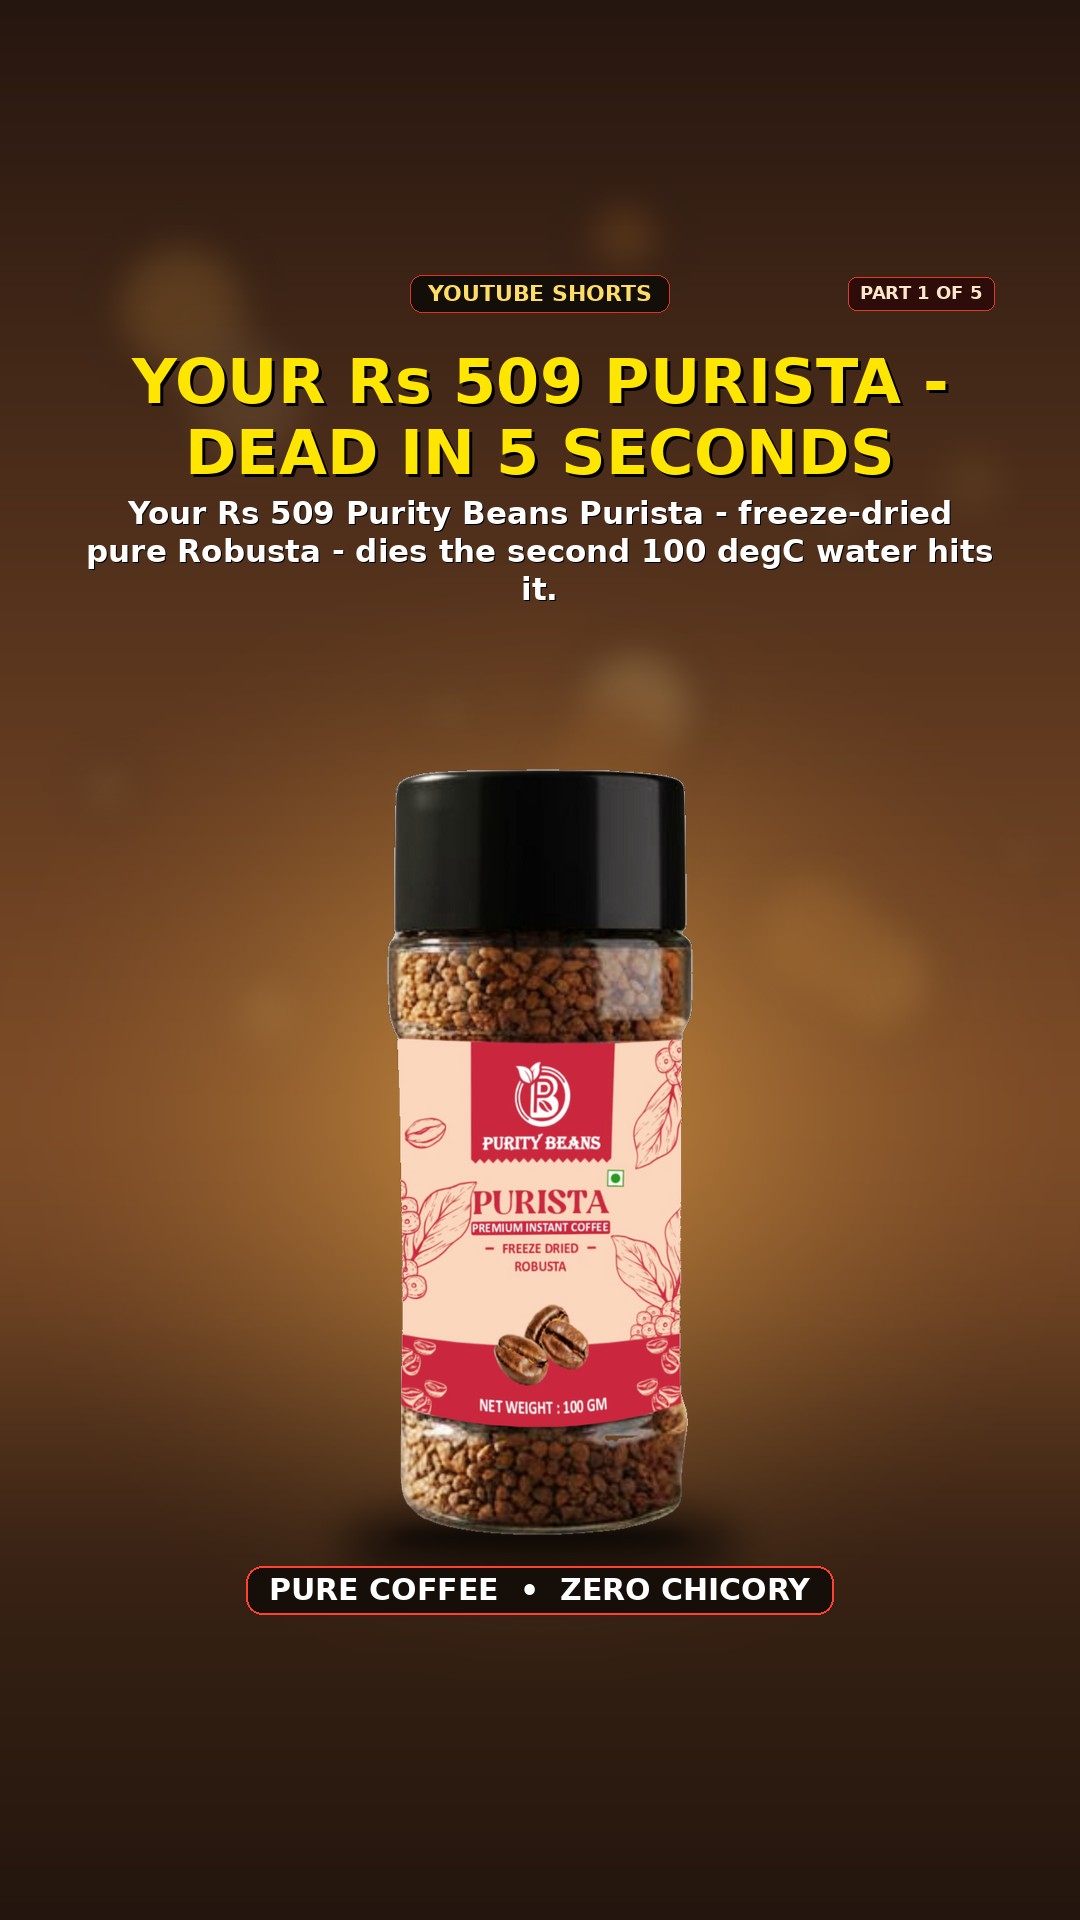 YOUTUBE SHORTS
PART 1 OF 5
YOUR Rs 509 PURISTA -
DEAD IN 5 SECONDS
Your Rs 509 Purity Beans Purista - freeze-dried
pure Robusta - dies the second 100 degC water hits
it.
PURITY BEANS
PURISTA
PREMIUM INSTANT COFFEE
– FREEZE DRIED –
ROBUSTA
NET WEIGHT : 100 GM
PURE COFFEE • ZERO CHICORY